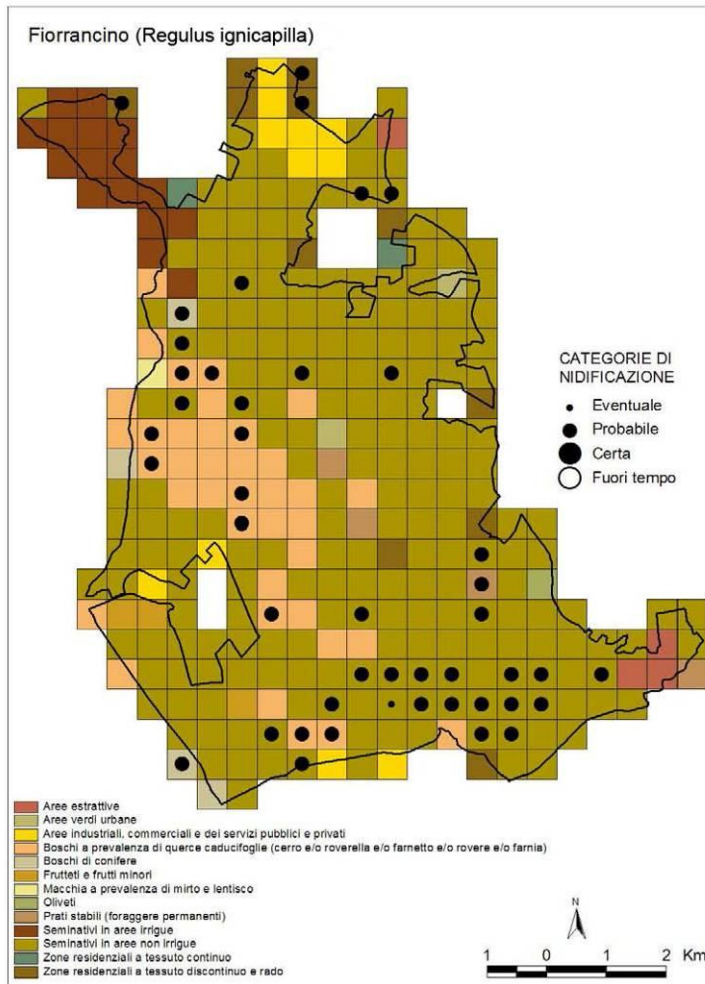 Fiorrancino (Regulus ignicapilla)
CATEGORIE DI
NIDIFICAZIONE
Eventuale
Probabile
Certa
Fuori tempo
Aree estrattive
Aree verdi urbane
Aree industriali, commerciali e dei servizi pubblici e privati
Boschi a prevalenza di querce caducifoglie (cerro e/o roverella e/o farnetto e/o rovere e/o farnia)
Boschi di conifere
Frutteti e frutti minori
Macchia a prevalenza di mirto e lentisco
Oliveti
Prati stabili (foraggere permanenti)
Seminativi in aree irrigue
Seminativi in aree non irrigue
Zone residenziali a tessuto continuo
Zone residenziali a tessuto discontinuo e rado
N
1 0 1 2 Km